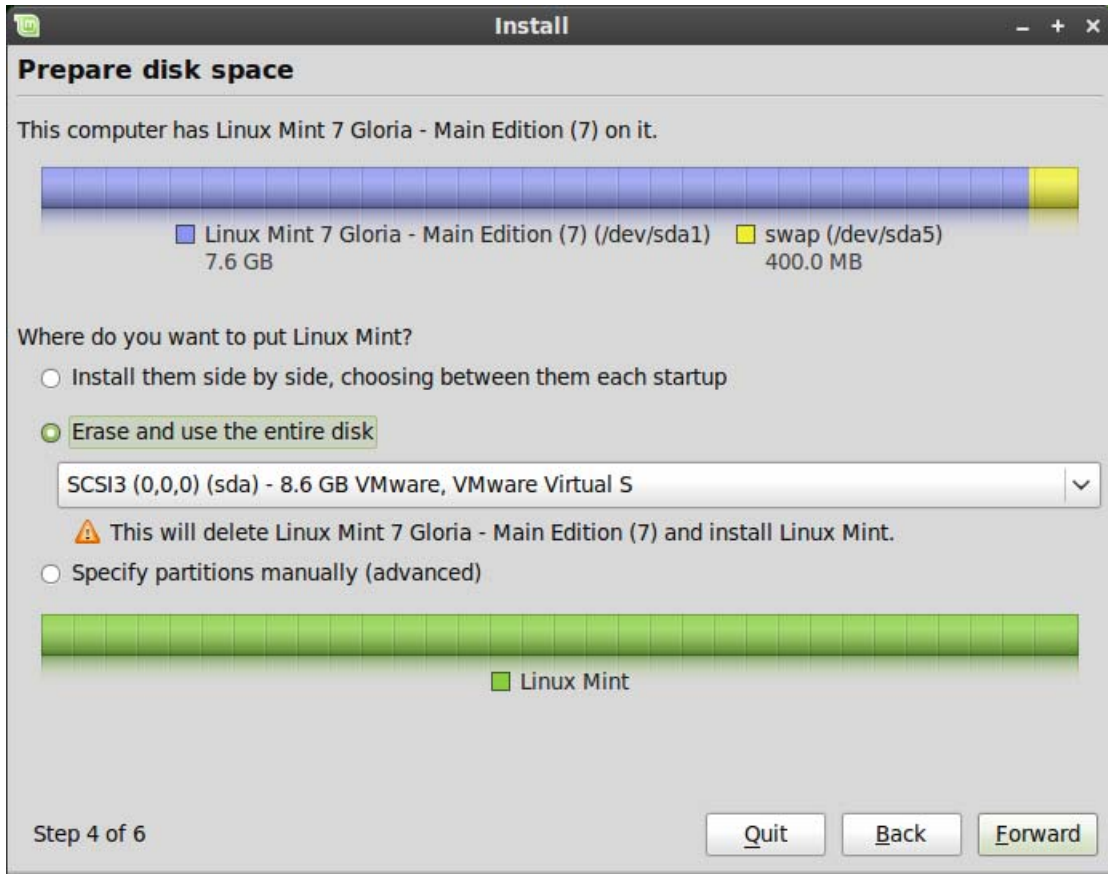 Install
Prepare disk space
This computer has Linux Mint 7 Gloria - Main Edition (7) on it.
Linux Mint 7 Gloria - Main Edition (7) (/dev/sda1) swap (/dev/sda5)
7.6 GB 400.0 MB
Where do you want to put Linux Mint?
Install them side by side, choosing between them each startup
Erase and use the entire disk
SCSI3 (0,0,0) (sda) - 8.6 GB VMware, VMware Virtual S
This will delete Linux Mint 7 Gloria - Main Edition (7) and install Linux Mint.
Specify partitions manually (advanced)
Linux Mint
Step 4 of 6 Quit Back Forward